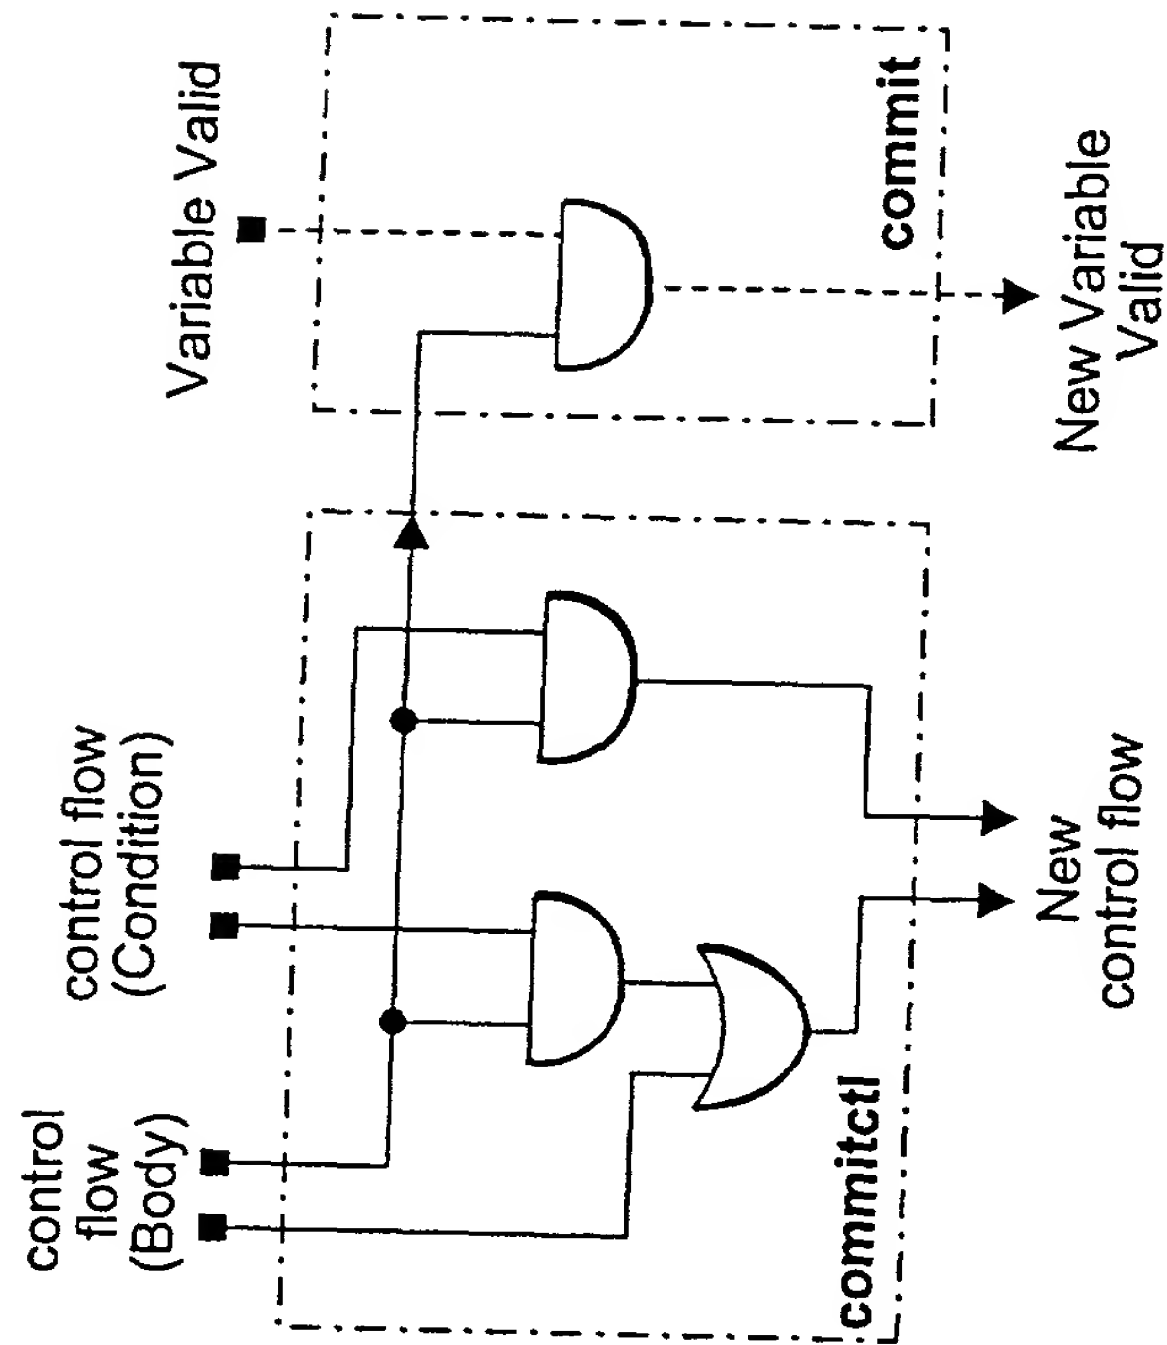 control
flow
(Body)
control flow
(Condition)
Variable Valid
commitctl
commit
New
control flow
New Variable
Valid